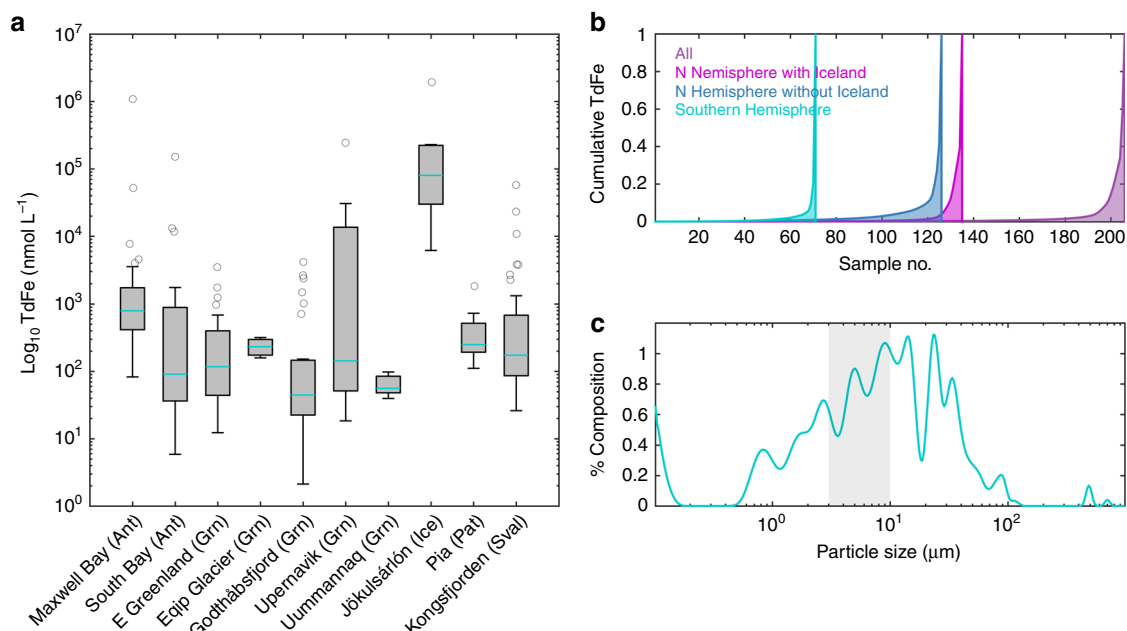 a
10^7
10^6
10^5
10^4
10^3
10^2
10^1
10^0
Log10 TdFe (nmol L−1)
Maxwell Bay (Ant)
South Bay (Ant)
E Greenland (Grn)
Eqip Glacier (Grn)
Godthåbsfjord (Grn)
Upernavik (Grn)
Uummannaq (Grn)
Jökulsárlón (Ice)
Pia (Pat)
Kongsfjorden (Sval)
b
1
0.8
0.6
0.4
0.2
0
Cumulative TdFe
All
N Nemisphere with Iceland
N Hemisphere without Iceland
Southern Hemisphere
20 40 60 80 100 120 140 160 180 200
Sample no.
c
1
0.8
0.6
0.4
0.2
0
% Composition
10^0 10^1 10^2
Particle size (μm)